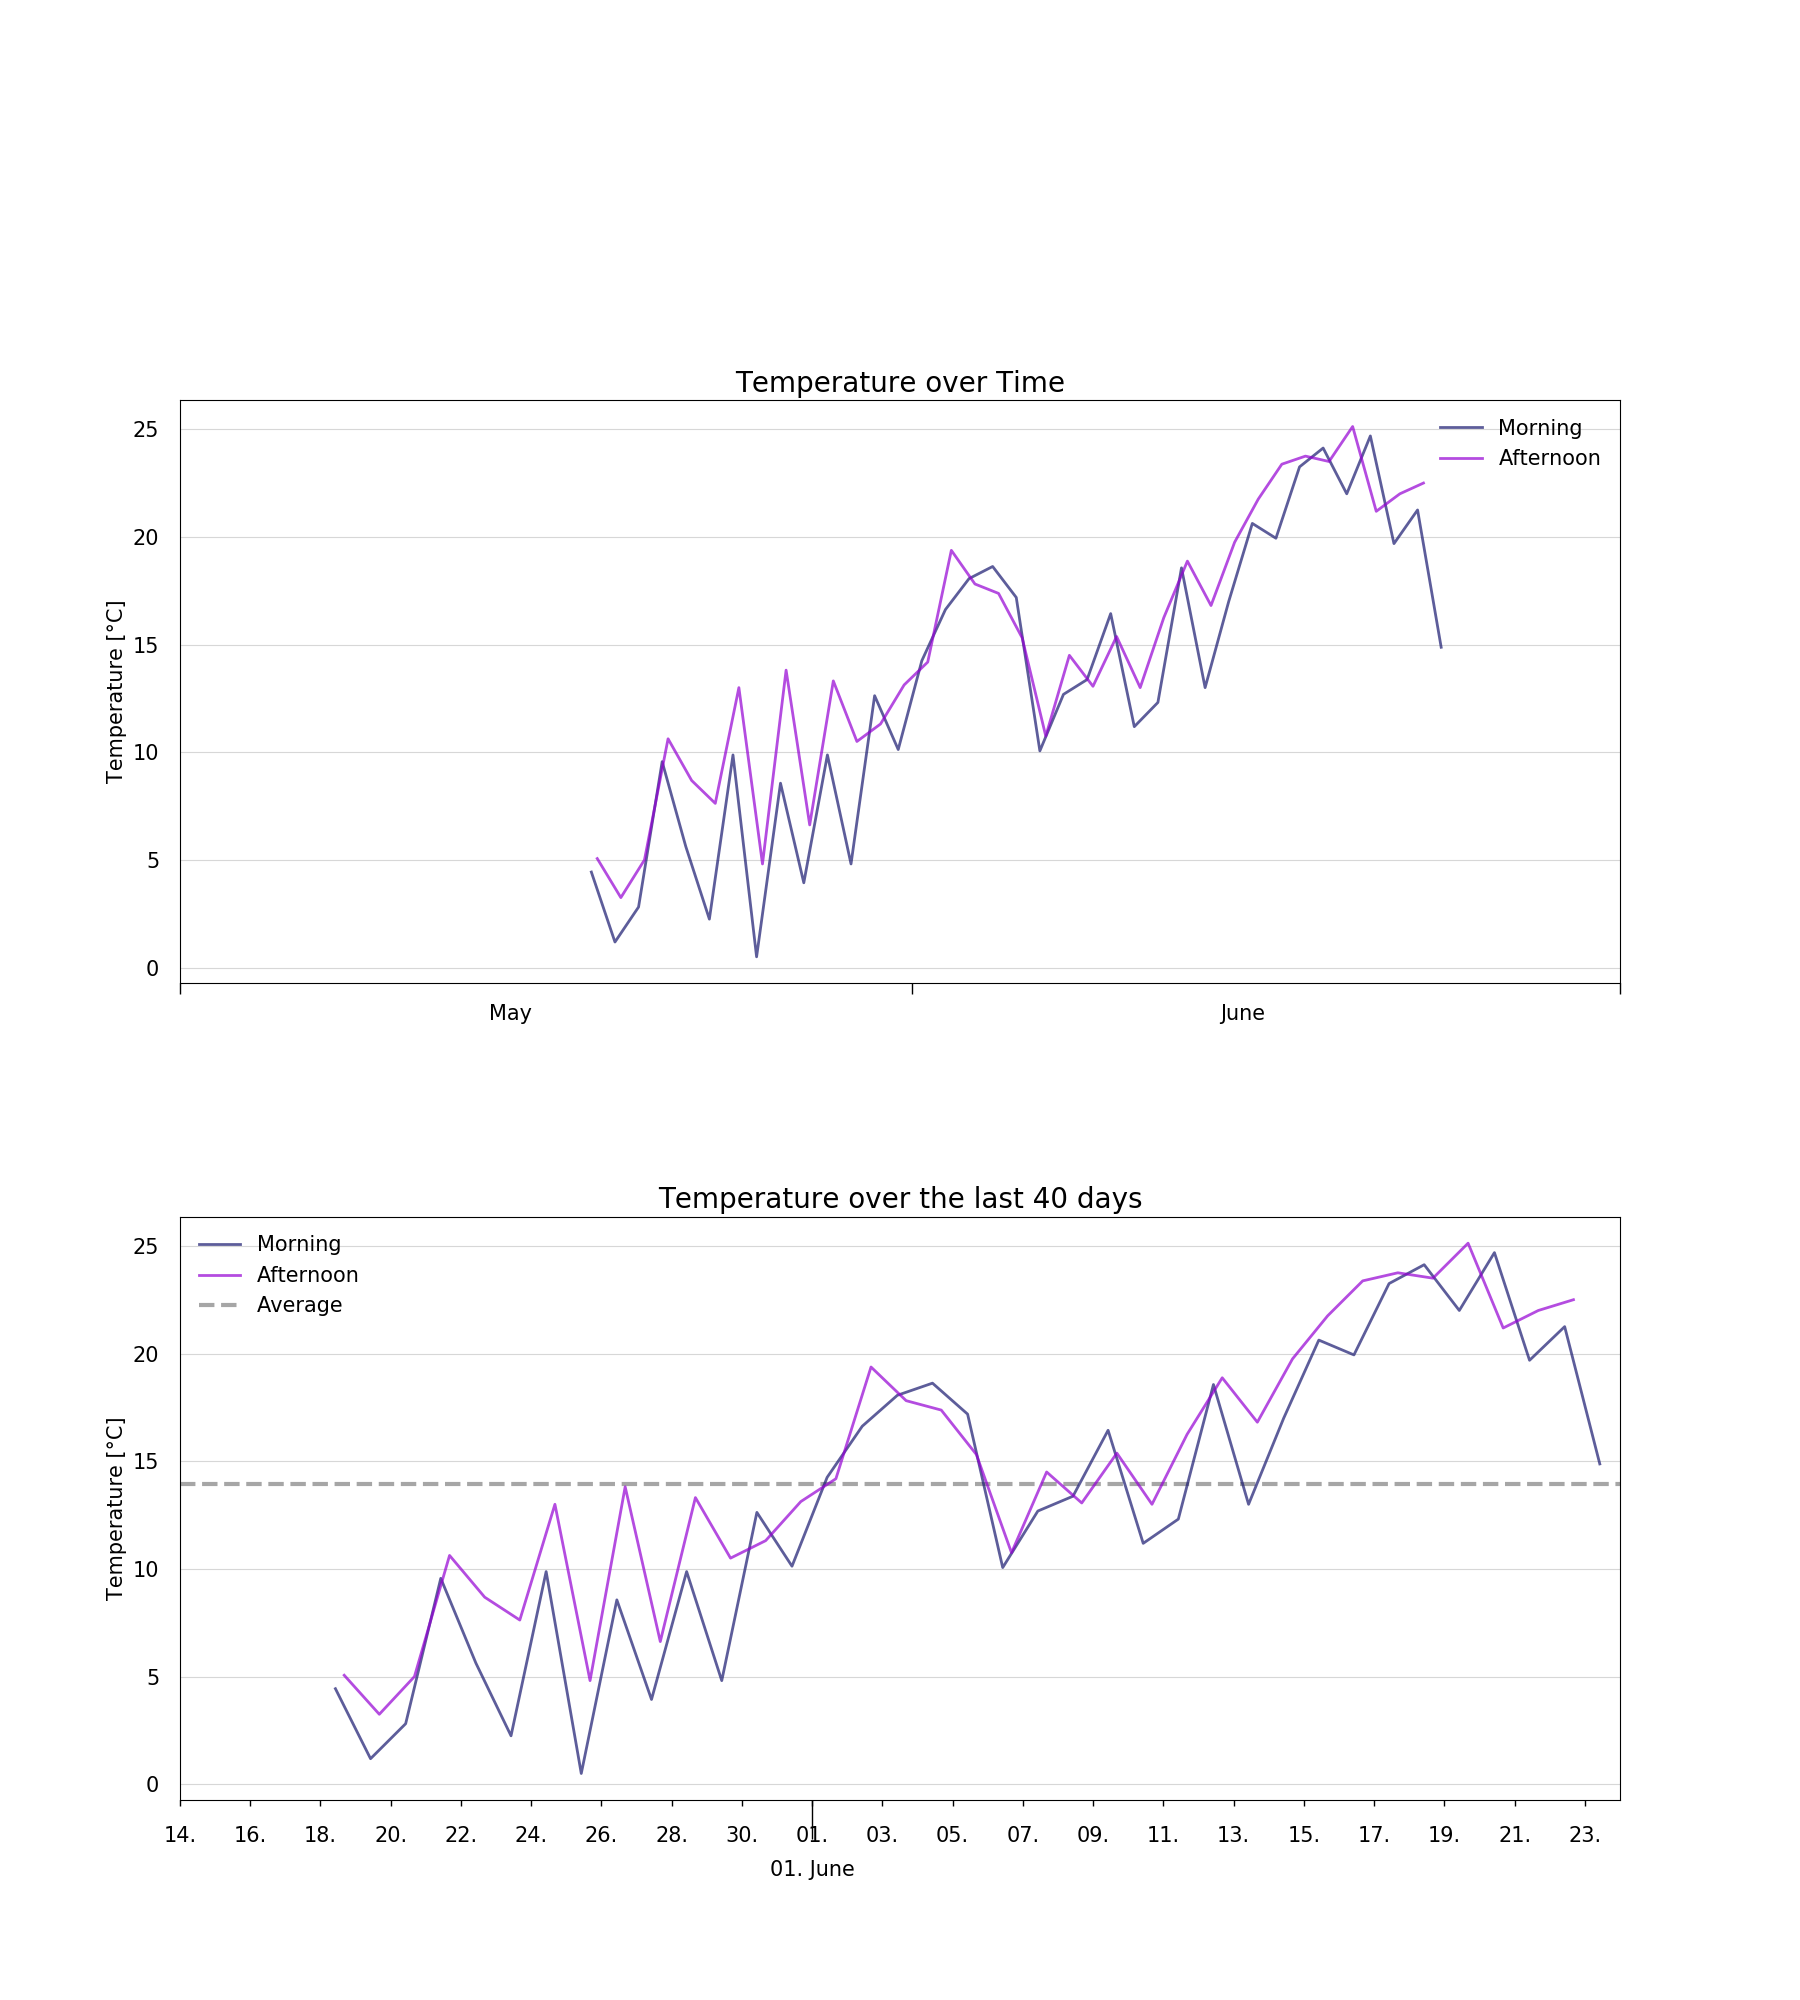 Temperature over Time
Temperature [°C]
25
20
15
10
5
0
Morning
Afternoon
May June
Temperature over the last 40 days
Temperature [°C]
25
20
15
10
5
0
Morning
Afternoon
Average
14. 16. 18. 20. 22. 24. 26. 28. 30. 01. 03. 05. 07. 09. 11. 13. 15. 17. 19. 21. 23.
01. June